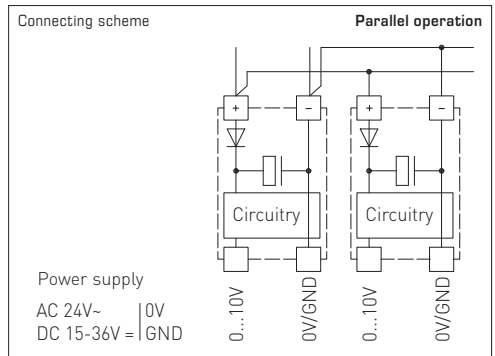 Connecting scheme
Parallel operation
+
–
+
–
Circuitry
Circuitry
Power supply
AC 24V~ 0V
DC 15-36V = GND
0...10V
0V/GND
0...10V
0V/GND